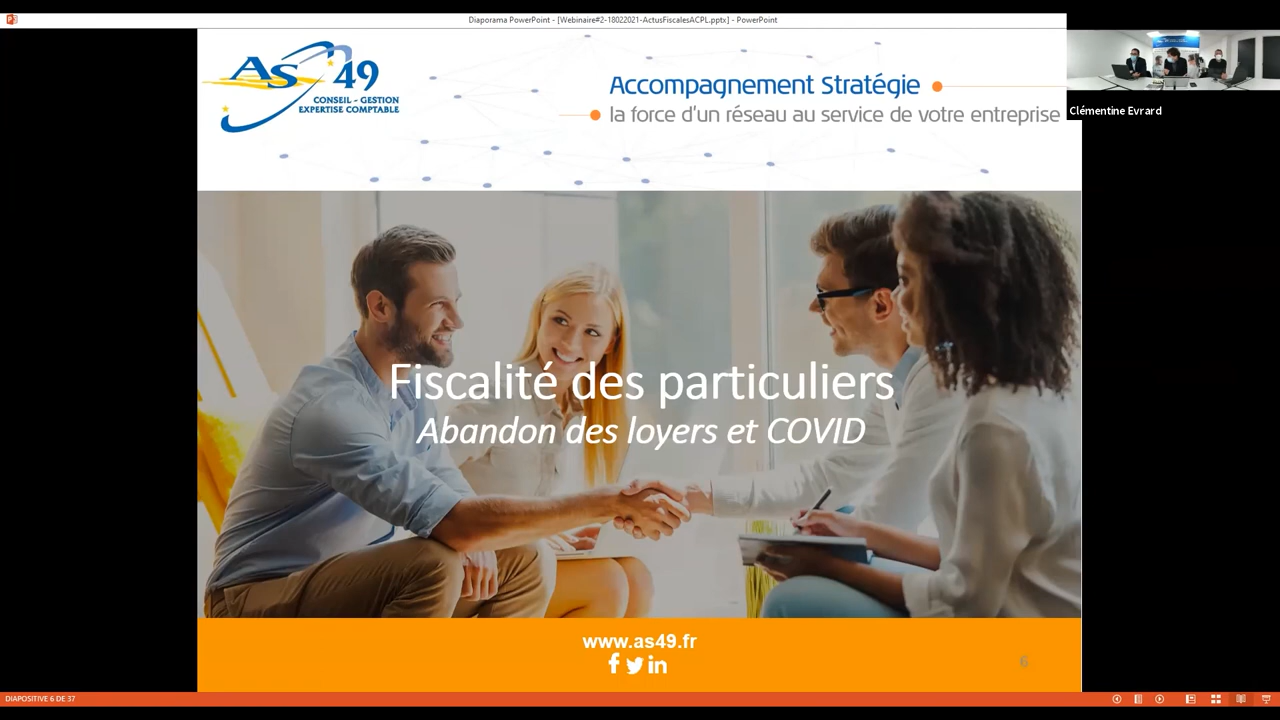 Diaporama PowerPoint - [Webinaire#2-18022021-ActusFiscalesACPL.pptx] - PowerPoint
AS 49
CONSEIL - GESTION
EXPERTISE COMPTABLE
Accompagnement Stratégie
la force d'un réseau au service de votre entreprise
Clémentine Evrard
Fiscalité des particuliers
Abandon des loyers et COVID
www.as49.fr
6
DIAPOSITIVE 6 DE 37